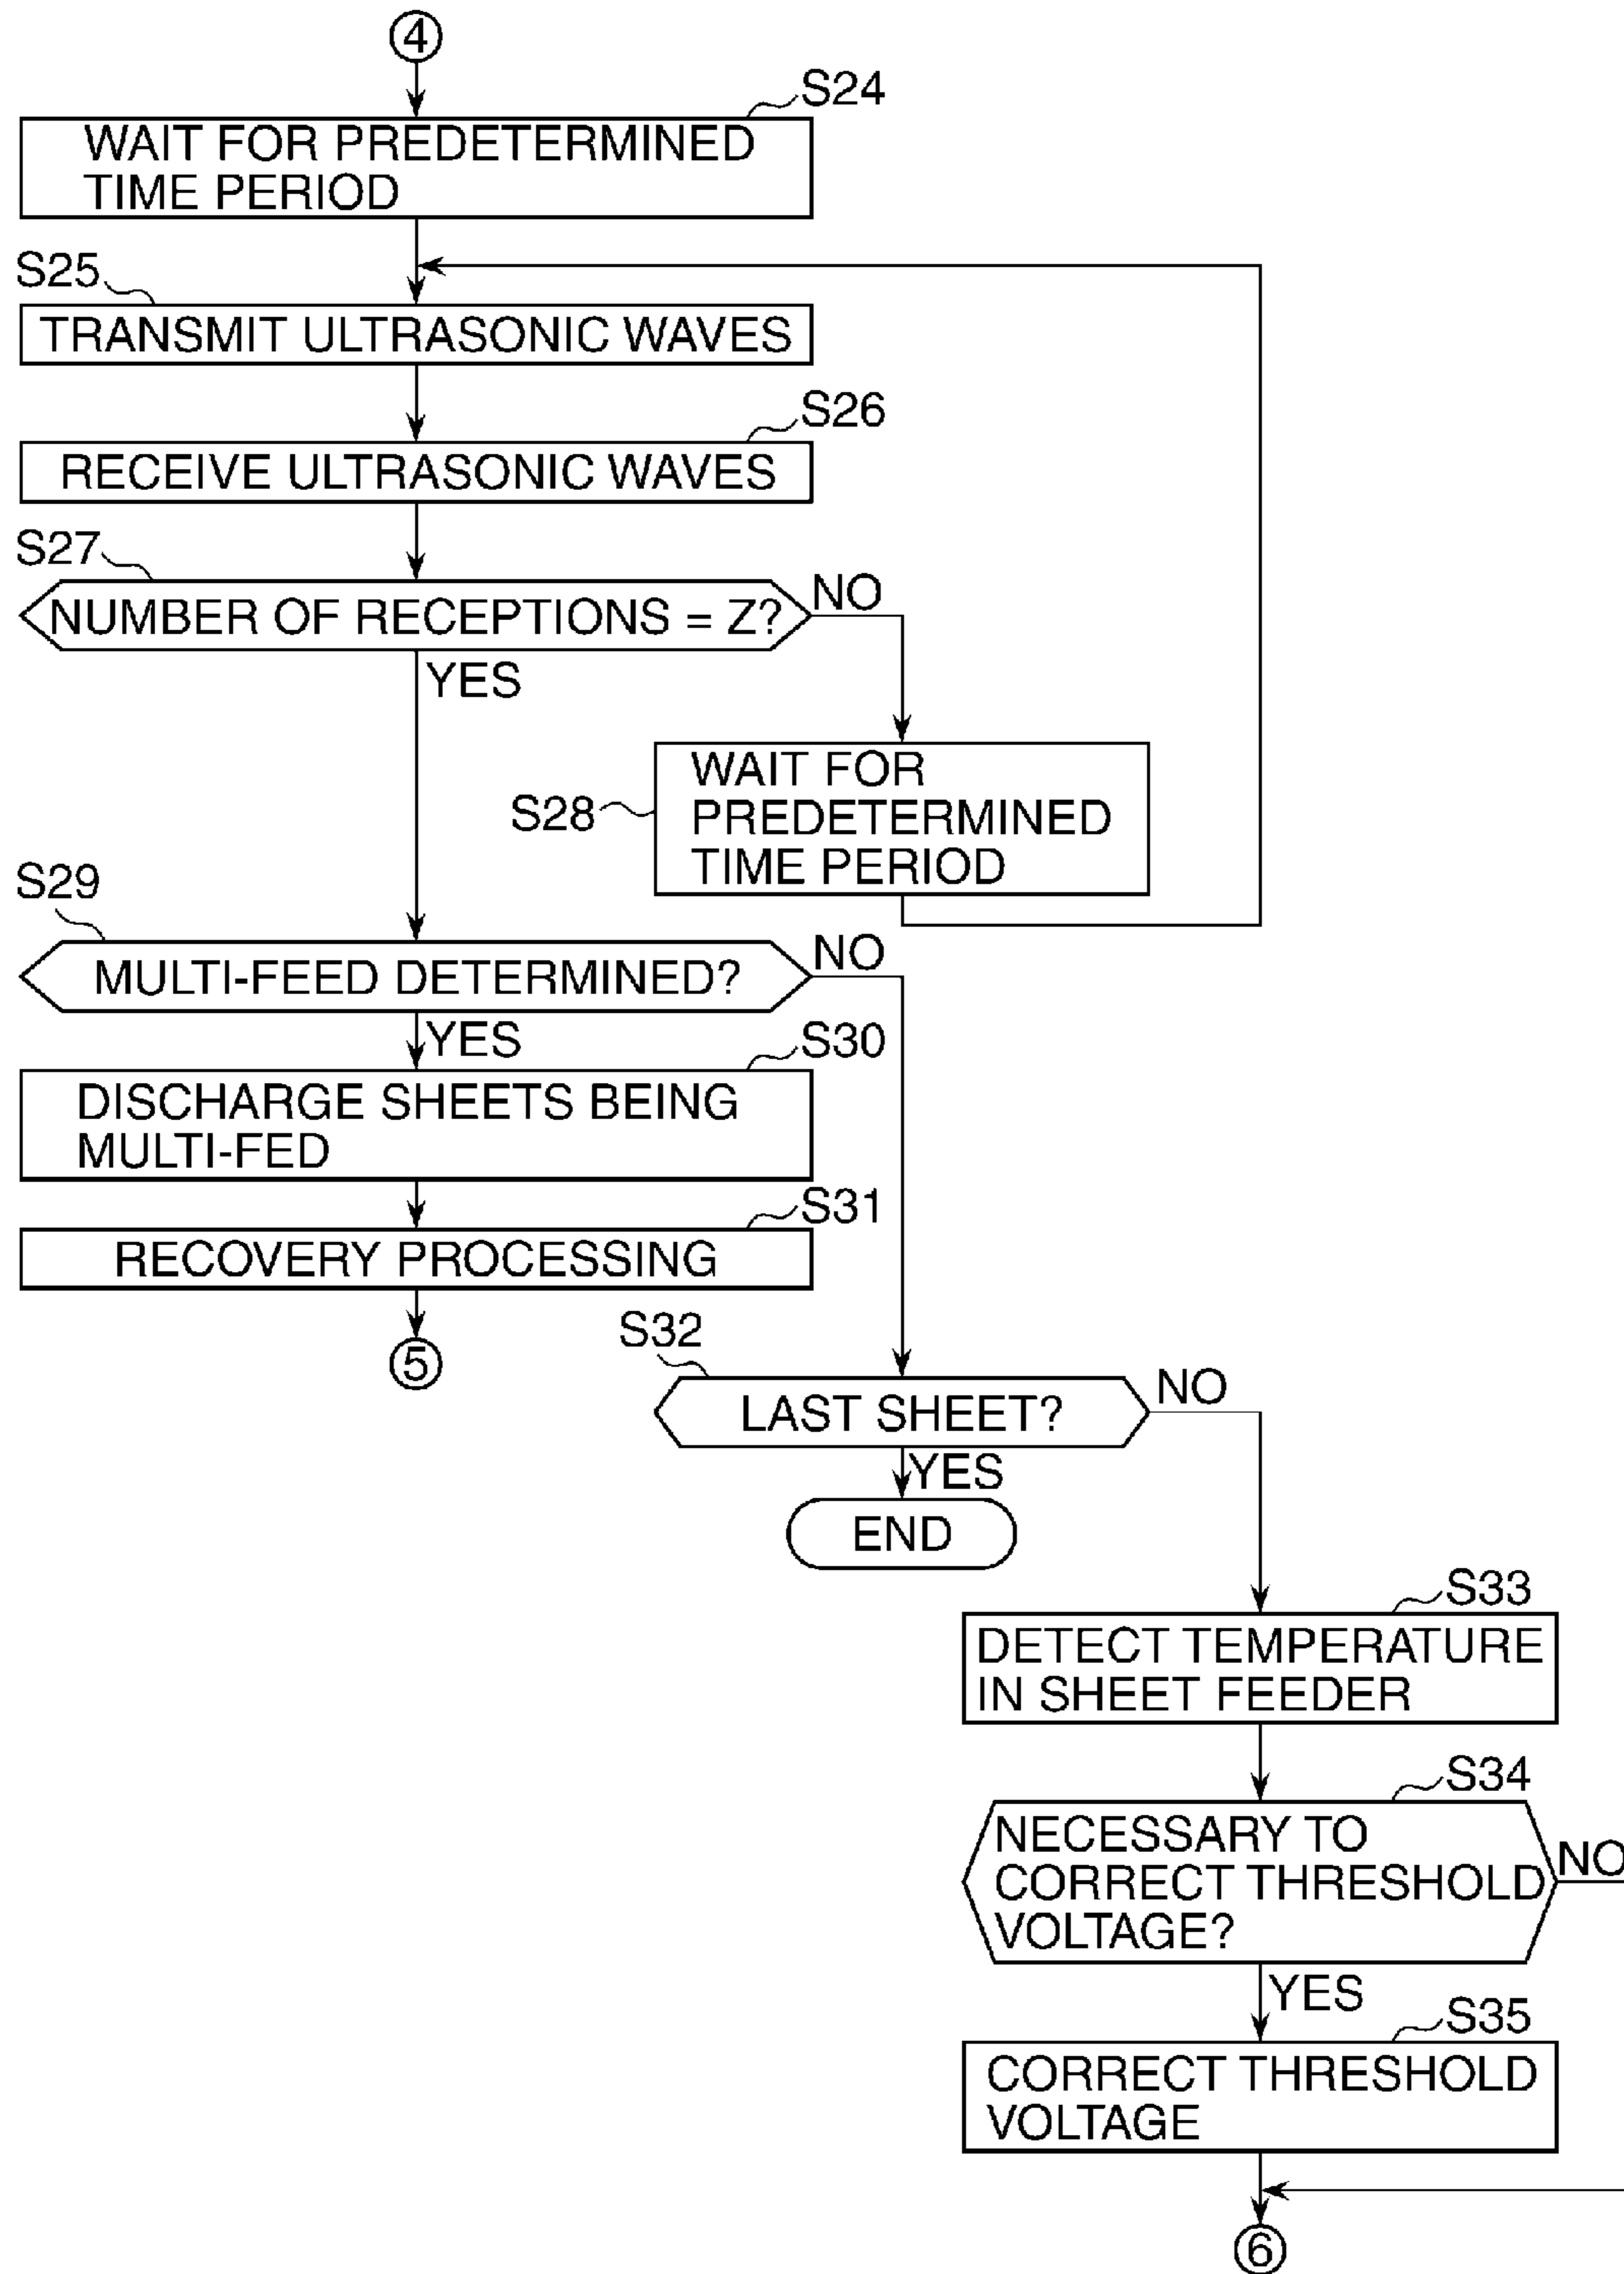 4
S24
WAIT FOR PREDETERMINED
TIME PERIOD
S25
TRANSMIT ULTRASONIC WAVES
S26
RECEIVE ULTRASONIC WAVES
S27
NUMBER OF RECEPTIONS = Z?
NO
YES
S28
WAIT FOR
PREDETERMINED
TIME PERIOD
S29
MULTI-FEED DETERMINED?
NO
YES
S30
DISCHARGE SHEETS BEING
MULTI-FED
S31
RECOVERY PROCESSING
5
S32
LAST SHEET?
NO
YES
END
S33
DETECT TEMPERATURE
IN SHEET FEEDER
S34
NECESSARY TO
CORRECT THRESHOLD
VOLTAGE?
NO
YES
S35
CORRECT THRESHOLD
VOLTAGE
6